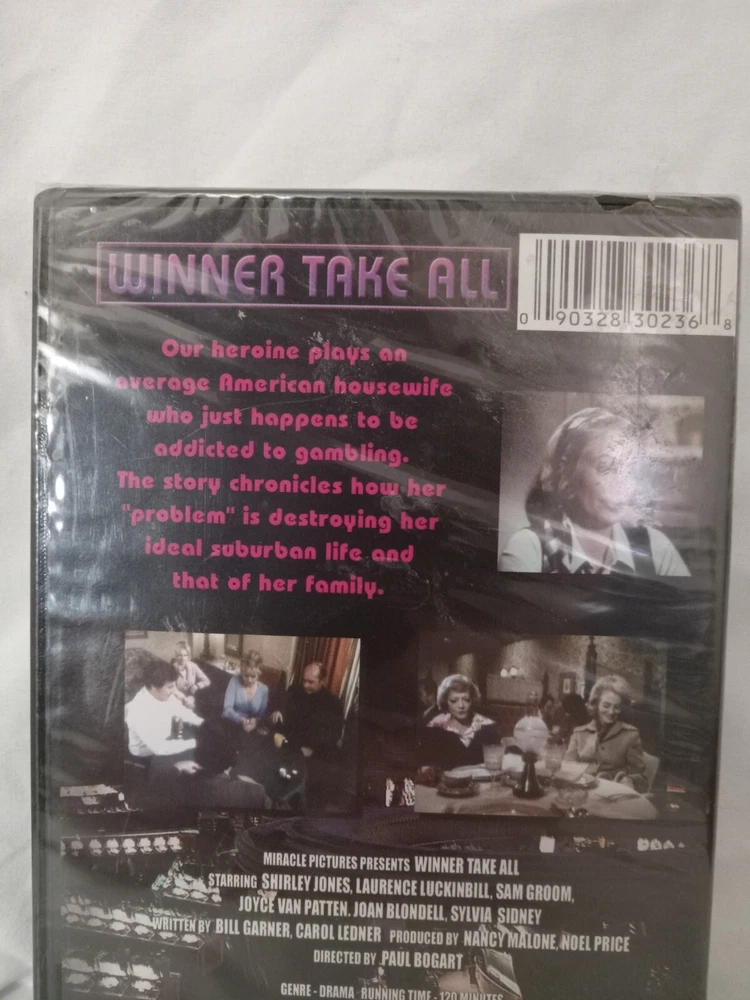 WINNER TAKE ALL
0 90328 30236 8
Our heroine plays an
average American housewife
who just happens to be
addicted to gambling.
The story chronicles how her
"problem" is destroying her
ideal suburban life and
that of her family.
MIRACLE PICTURES PRESENTS WINNER TAKE ALL
STARRING SHIRLEY JONES, LAURENCE LUCKINBILL, SAM GROOM,
JOYCE VAN PATTEN. JOAN BLONDELL, SYLVIA SIDNEY
WRITTEN BY BILL GARNER, CAROL LEDNER PRODUCED BY NANCY MALONE, NOEL PRICE
DIRECTED BY PAUL BOGART
GENRE - DRAMA RUNNING TIME - 120 MINUTES